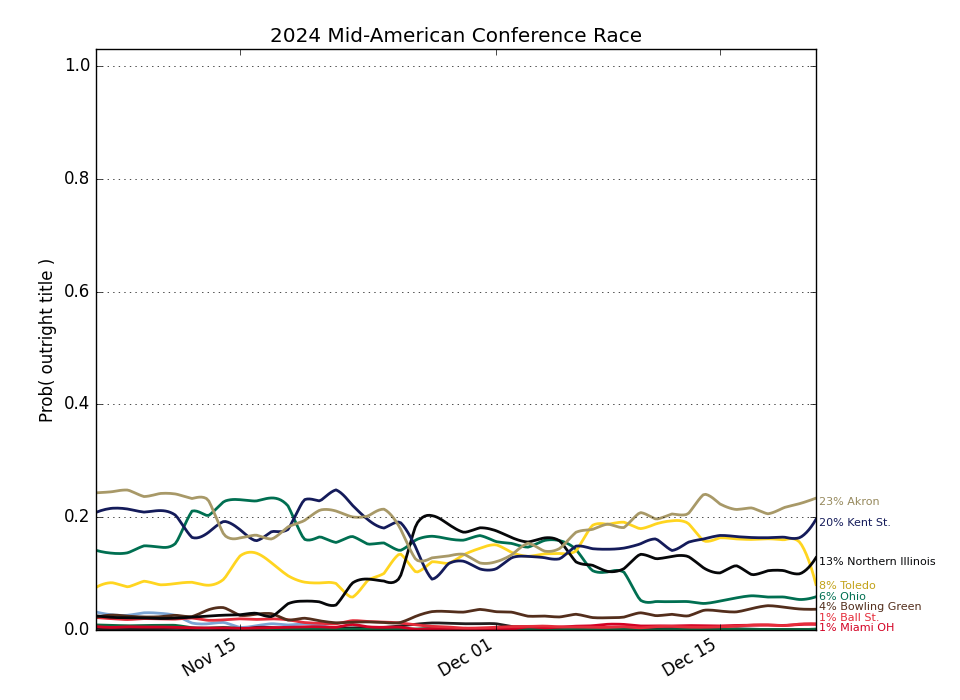 2024 Mid-American Conference Race
Prob( outright title )
1.0
0.8
0.6
0.4
0.2
0.0
23% Akron
20% Kent St.
13% Northern Illinois
8% Toledo
6% Ohio
4% Bowling Green
1% Ball St.
1% Miami OH
Nov 15
Dec 01
Dec 15